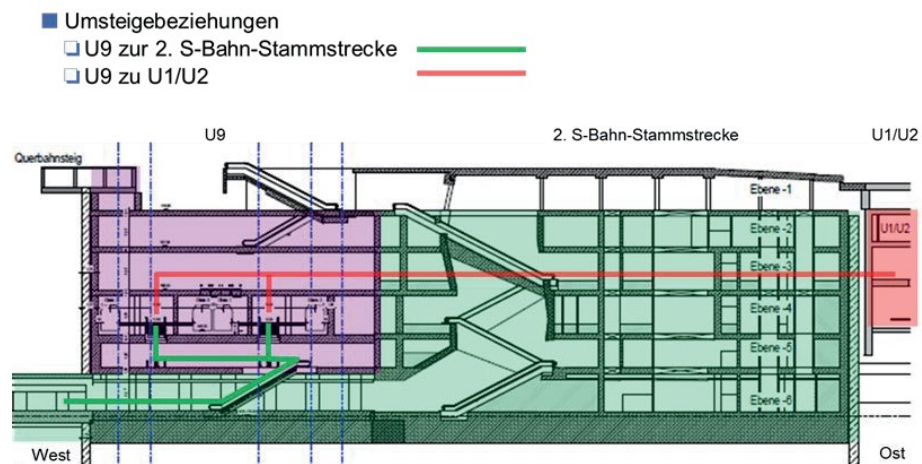 Umsteigebeziehungen
U9 zur 2. S-Bahn-Stammstrecke
U9 zu U1/U2
U9
2. S-Bahn-Stammstrecke
U1/U2
Querbahnsteig
Ebene -1
Ebene -2
U1/U2
Ebene -3
Ebene -4
Ebene -5
Ebene -6
West
Ost